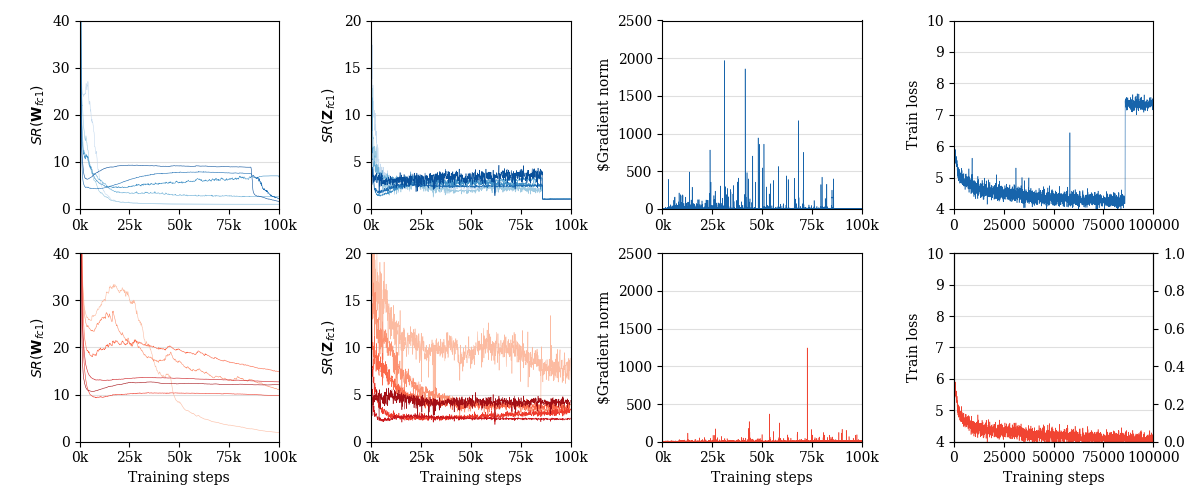 40 20 2500 10
30 15 2000 9
20 10 1500 8
10 5 1000 7
0 0 500 6
0 5
4
SR(W_fc1) SR(Z_fc1) $Gradient norm Train loss
0k 25k 50k 75k 100k 0k 25k 50k 75k 100k 0k 25k 50k 75k 100k 0 25000 50000 75000 100000
40 20 2500 10 1.0
30 15 2000 9 0.8
20 10 1500 8 0.6
10 5 1000 7 0.4
0 0 500 6 0.2
0 5 0.0
4
SR(W_fc1) SR(Z_fc1) $Gradient norm Train loss
0k 25k 50k 75k 100k 0k 25k 50k 75k 100k 0k 25k 50k 75k 100k 0 25000 50000 75000 100000
Training steps Training steps Training steps Training steps